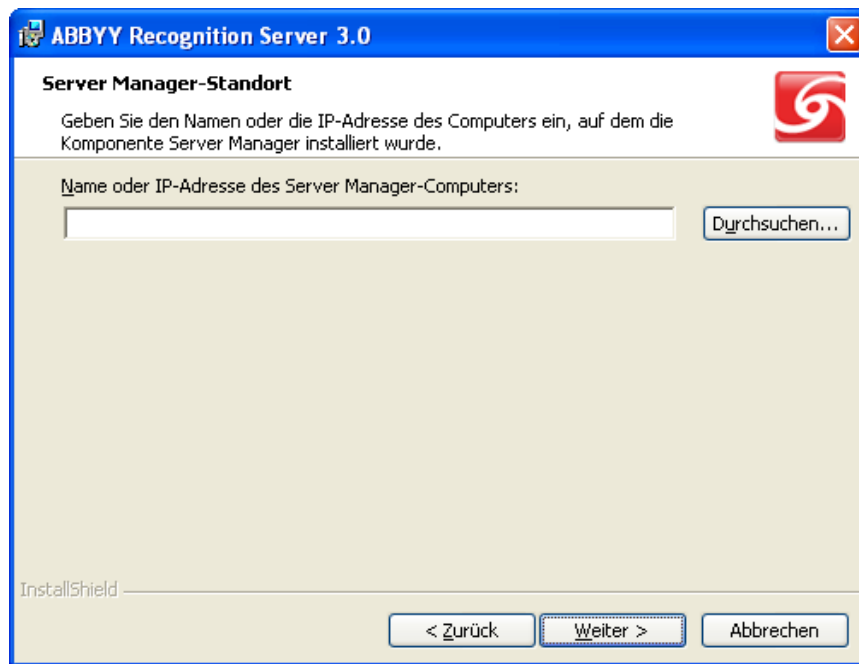 ABBYY Recognition Server 3.0
Server Manager-Standort
Geben Sie den Namen oder die IP-Adresse des Computers ein, auf dem die
Komponente Server Manager installiert wurde.
Name oder IP-Adresse des Server Manager-Computers:
Durchsuchen...
InstallShield
< Zurück
Weiter >
Abbrechen